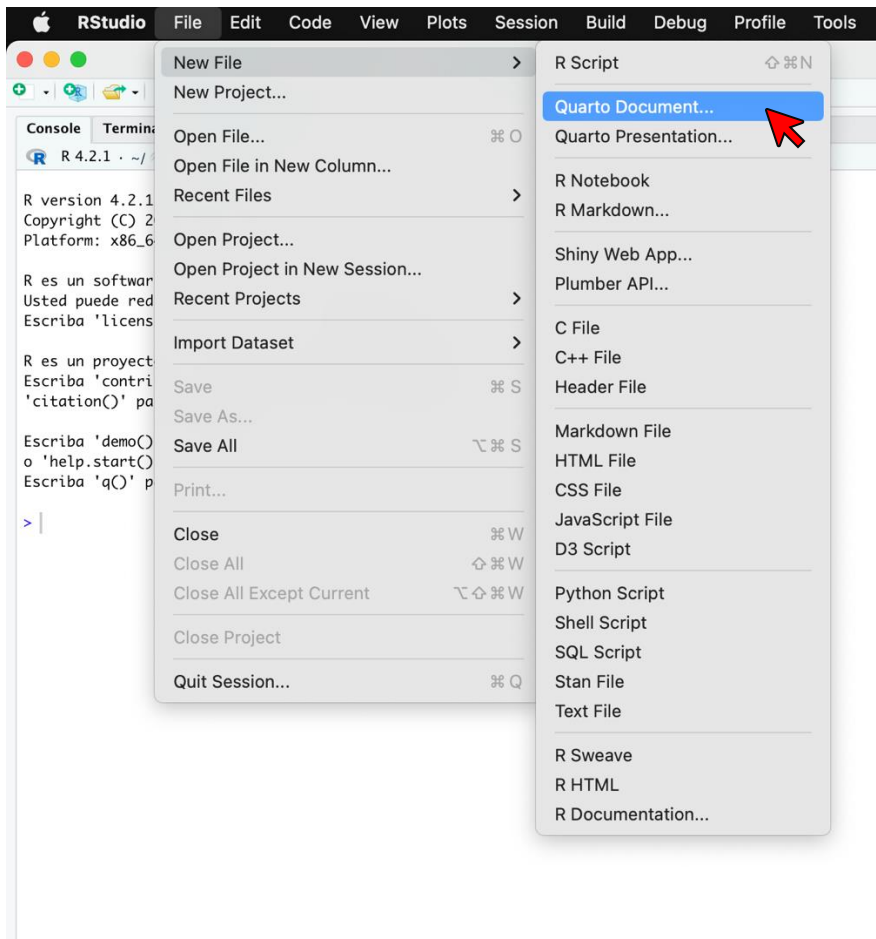 RStudio File Edit Code View Plots Session Build Debug Profile Tools
Console Termina
R 4.2.1 · ~/
R version 4.2.1
Copyright (C) 2
Platform: x86_6
R es un softwar
Usted puede red
Escriba 'licens
R es un proyect
Escriba 'contri
'citation()' pa
Escriba 'demo()
o 'help.start()
Escriba 'q()' p
>
New File
New Project...
Open File... ⌘ O
Open File in New Column...
Recent Files
Open Project...
Open Project in New Session...
Recent Projects
Import Dataset
Save ⌘ S
Save As...
Save All ⌥⌘ S
Print...
Close ⌘ W
Close All ⇧⌘ W
Close All Except Current ⌥⇧⌘ W
Close Project
Quit Session... ⌘ Q
R Script ⇧⌘ N
Quarto Document...
Quarto Presentation...
R Notebook
R Markdown...
Shiny Web App...
Plumber API...
C File
C++ File
Header File
Markdown File
HTML File
CSS File
JavaScript File
D3 Script
Python Script
Shell Script
SQL Script
Stan File
Text File
R Sweave
R HTML
R Documentation...